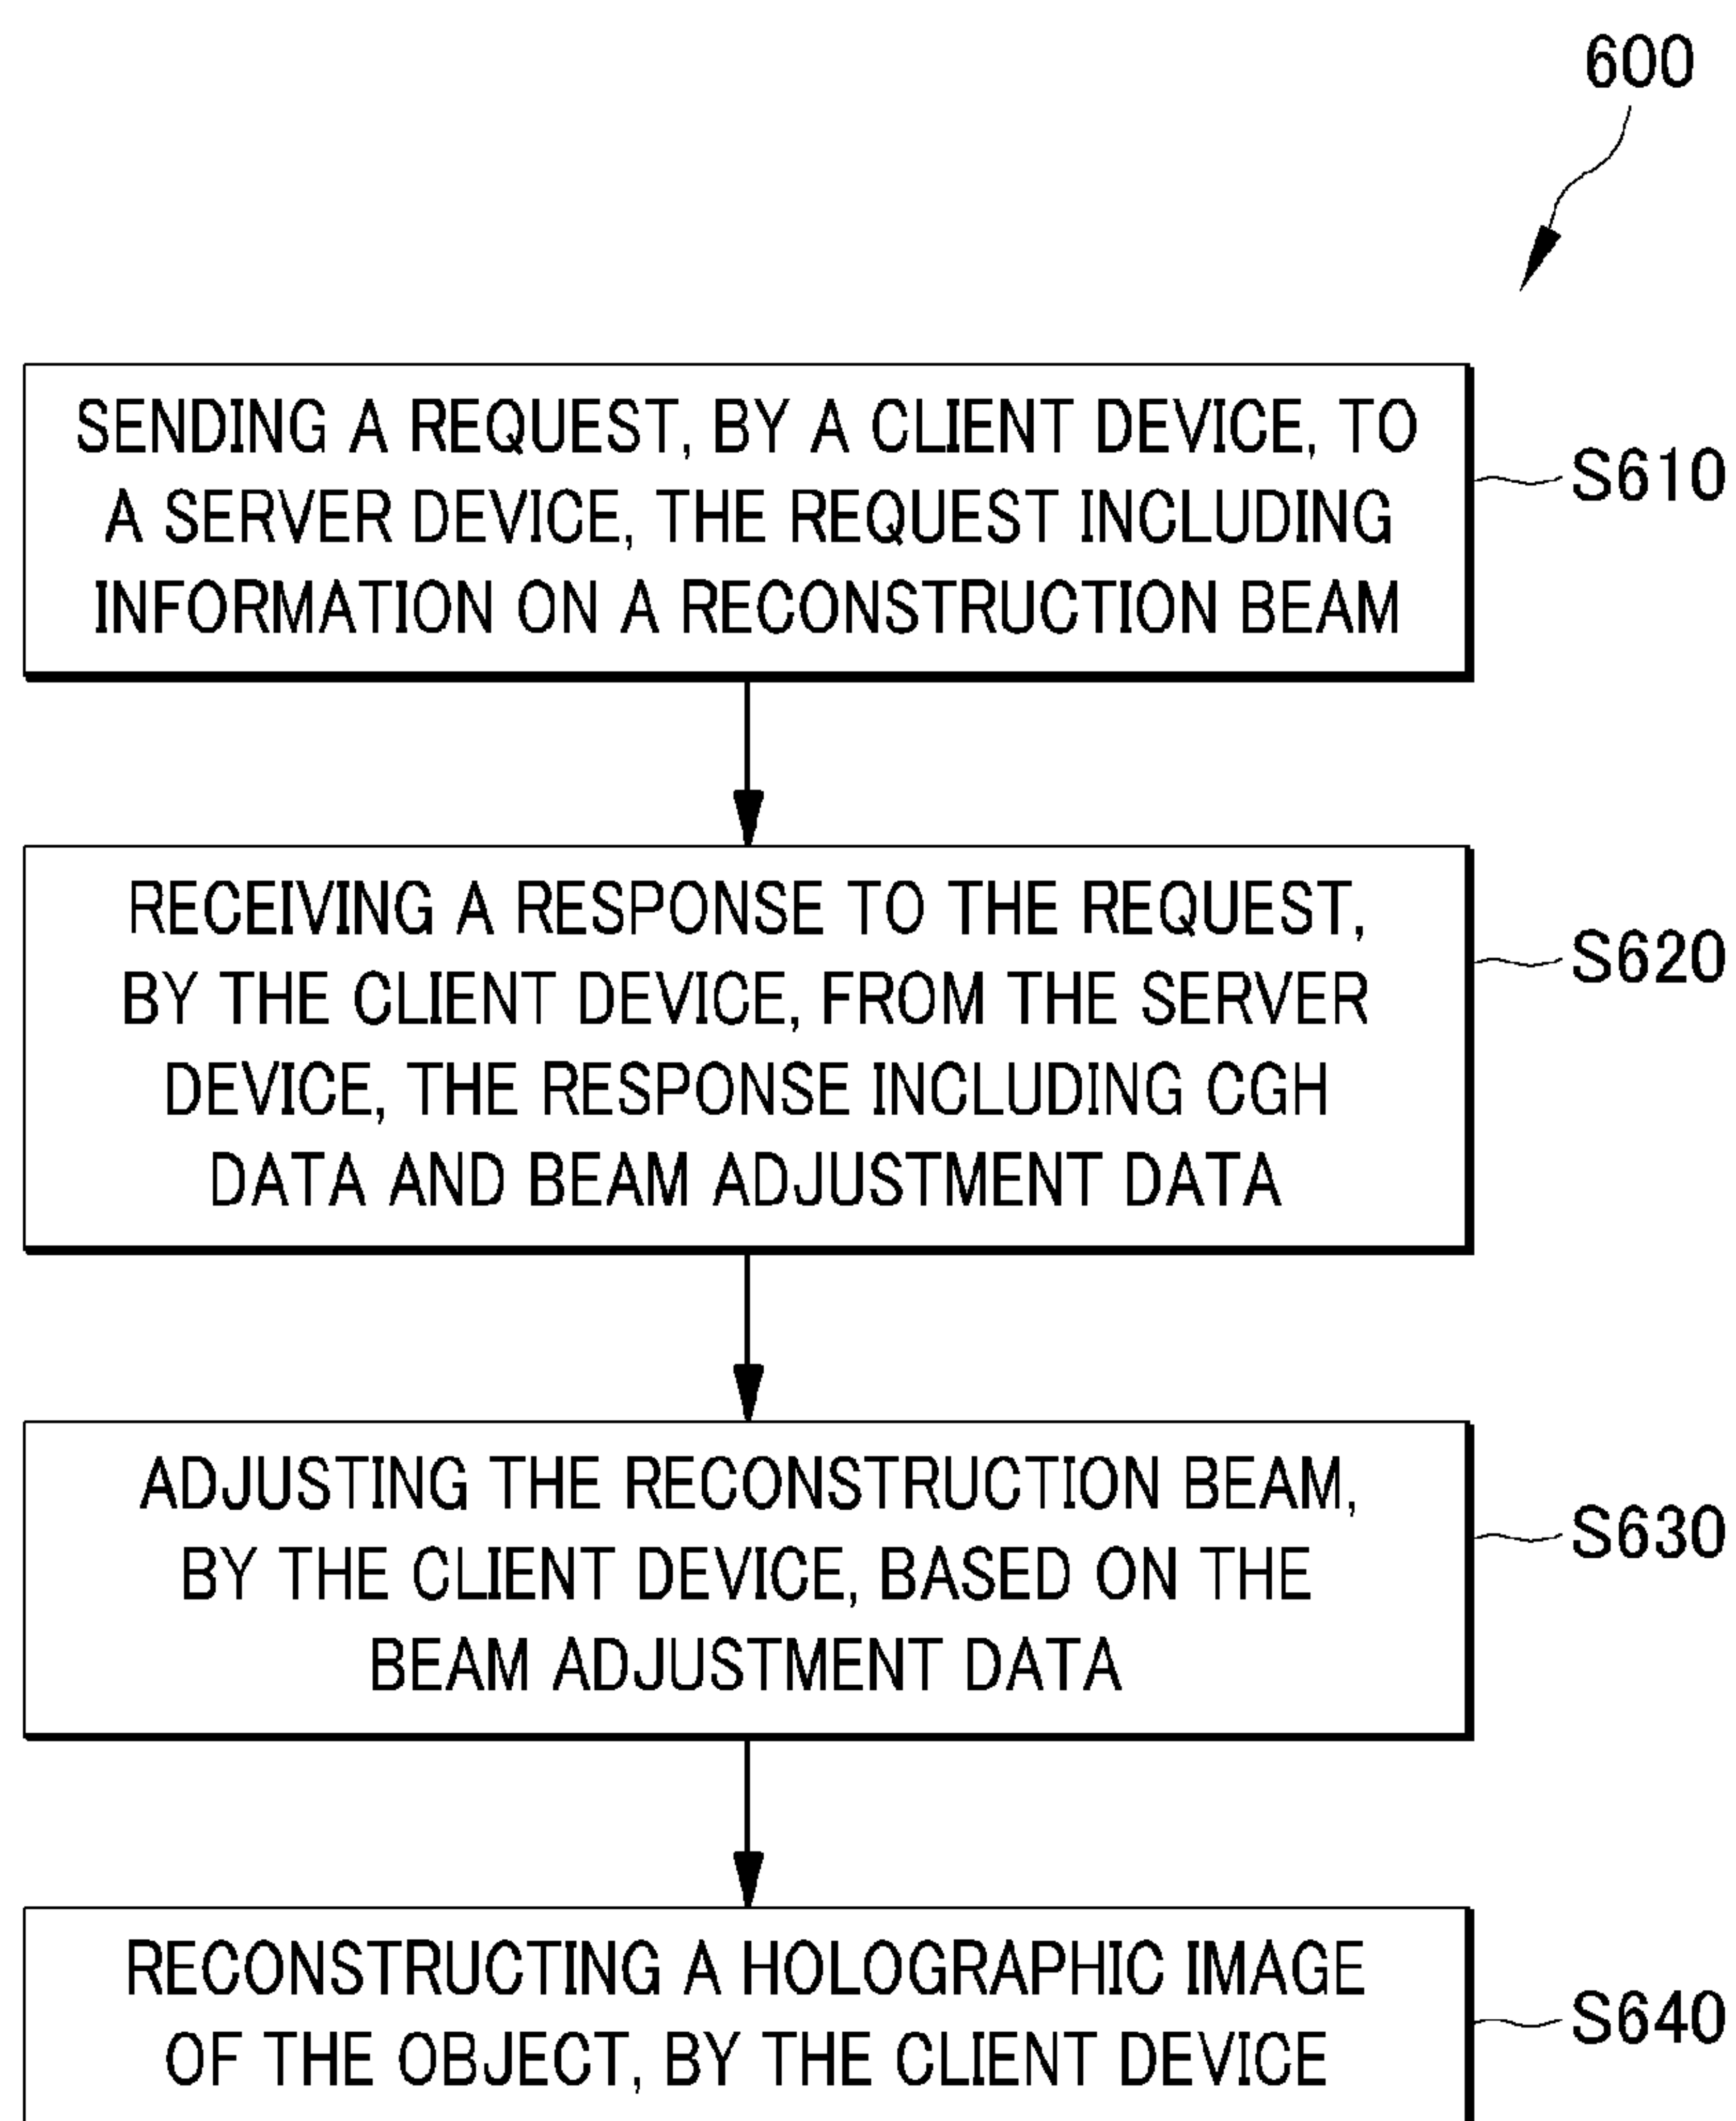 600
SENDING A REQUEST, BY A CLIENT DEVICE, TO
A SERVER DEVICE, THE REQUEST INCLUDING
INFORMATION ON A RECONSTRUCTION BEAM
S610
RECEIVING A RESPONSE TO THE REQUEST,
BY THE CLIENT DEVICE, FROM THE SERVER
DEVICE, THE RESPONSE INCLUDING CGH
DATA AND BEAM ADJUSTMENT DATA
S620
ADJUSTING THE RECONSTRUCTION BEAM,
BY THE CLIENT DEVICE, BASED ON THE
BEAM ADJUSTMENT DATA
S630
RECONSTRUCTING A HOLOGRAPHIC IMAGE
OF THE OBJECT, BY THE CLIENT DEVICE
S640